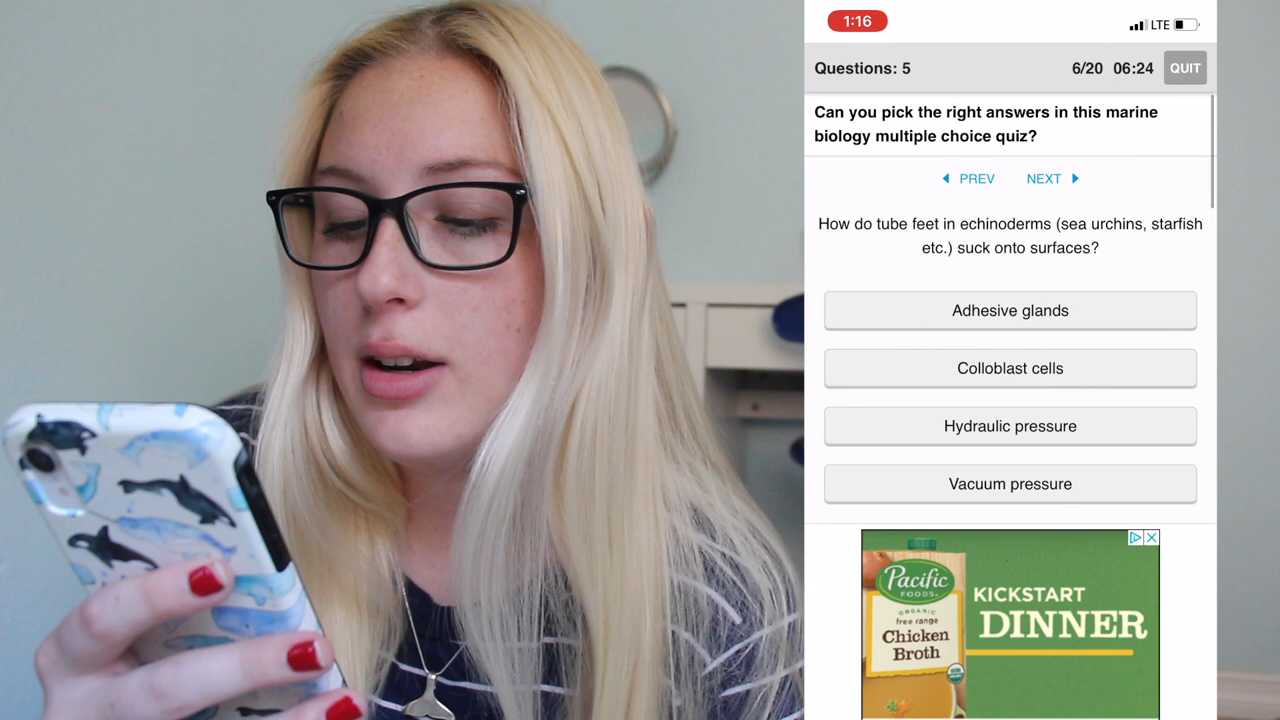 1:16
LTE
Questions: 5
6/20 06:24 QUIT
Can you pick the right answers in this marine
biology multiple choice quiz?
PREV NEXT
How do tube feet in echinoderms (sea urchins, starfish
etc.) suck onto surfaces?
Adhesive glands
Colloblast cells
Hydraulic pressure
Vacuum pressure
Pacific
FOODS
ORGANIC
free range
Chicken
Broth
KICKSTART
DINNER